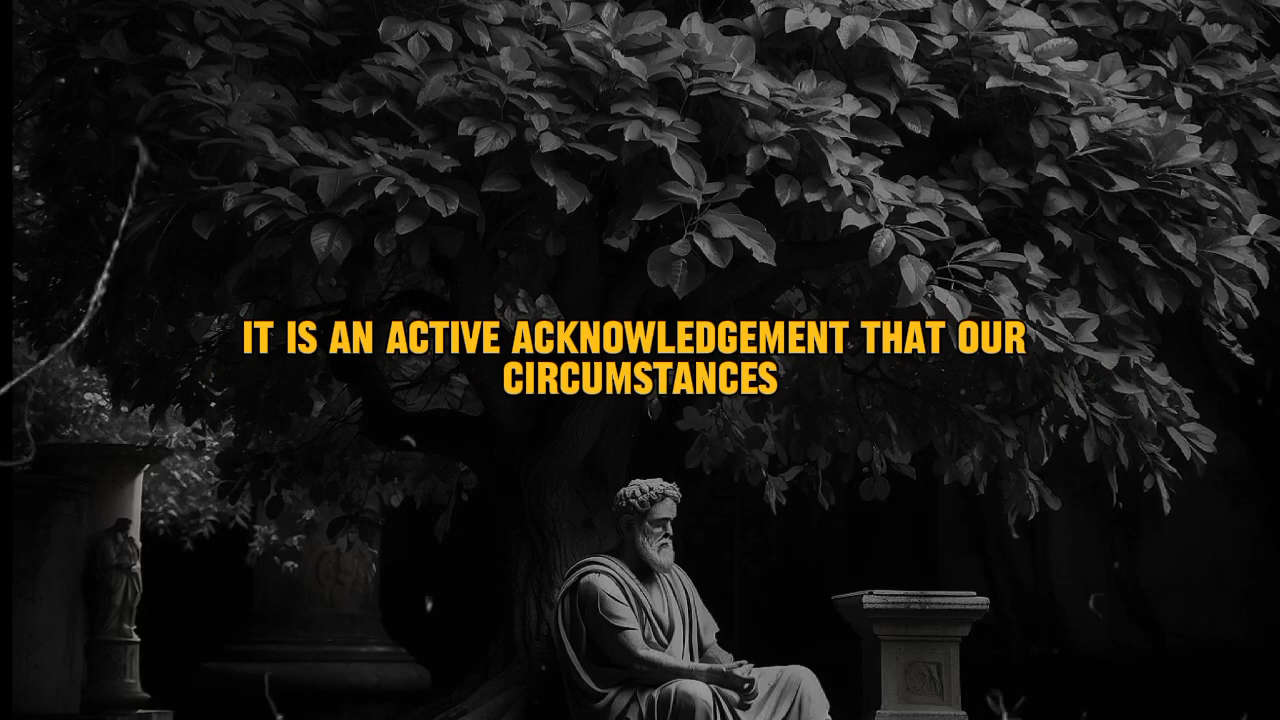 IT IS AN ACTIVE ACKNOWLEDGEMENT THAT OUR
CIRCUMSTANCES